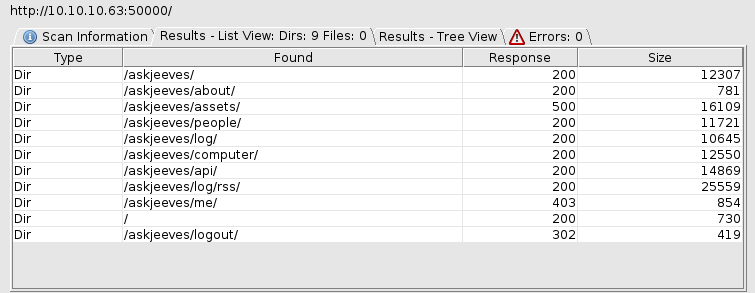 http://10.10.10.63:50000/
Scan Information Results - List View: Dirs: 9 Files: 0 Results - Tree View Errors: 0
Type Found Response Size
Dir /askjeeves/ 200 12307
Dir /askjeeves/about/ 200 781
Dir /askjeeves/assets/ 500 16109
Dir /askjeeves/people/ 200 11721
Dir /askjeeves/log/ 200 10645
Dir /askjeeves/computer/ 200 12550
Dir /askjeeves/api/ 200 14869
Dir /askjeeves/log/rss/ 200 25559
Dir /askjeeves/me/ 403 854
Dir / 200 730
Dir /askjeeves/logout/ 302 419